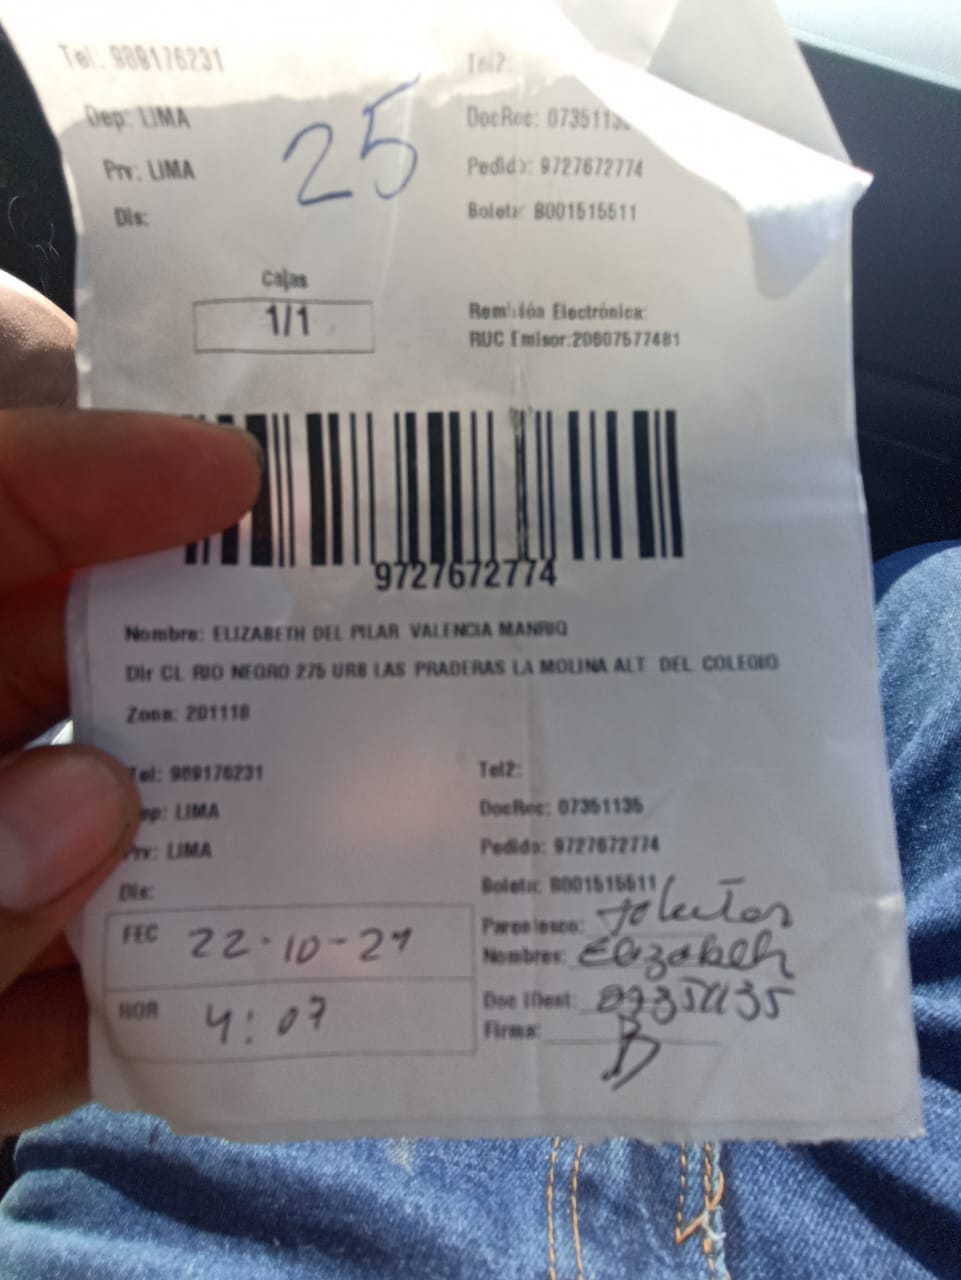 Tel: 989176231 Tel2:
Dep: LIMA DocRec: 0735113
25
Prv: LIMA Pedido: 9727672774
Dis: Boleta: B001515511
cajas
1/1
Remisión Electrónica:
RUC Emisor:20607577481
9727672774
Nombre: ELIZABETH DEL PILAR VALENCIA MANRIQ
Dir CL RIO NEGRO 275 URB LAS PRADERAS LA MOLINA ALT DEL COLEGIO
Zona: 201118
Tel: 989176231 Tel2:
Dep: LIMA DocRec: 07351135
Prv: LIMA Pedido: 9727672774
Dis: Boleta: B001515511
FEC 22-10-21 Parentesco:
Nombres: Elizabeth
HOR 4:07 Doc Ident: 07351135
Firma: